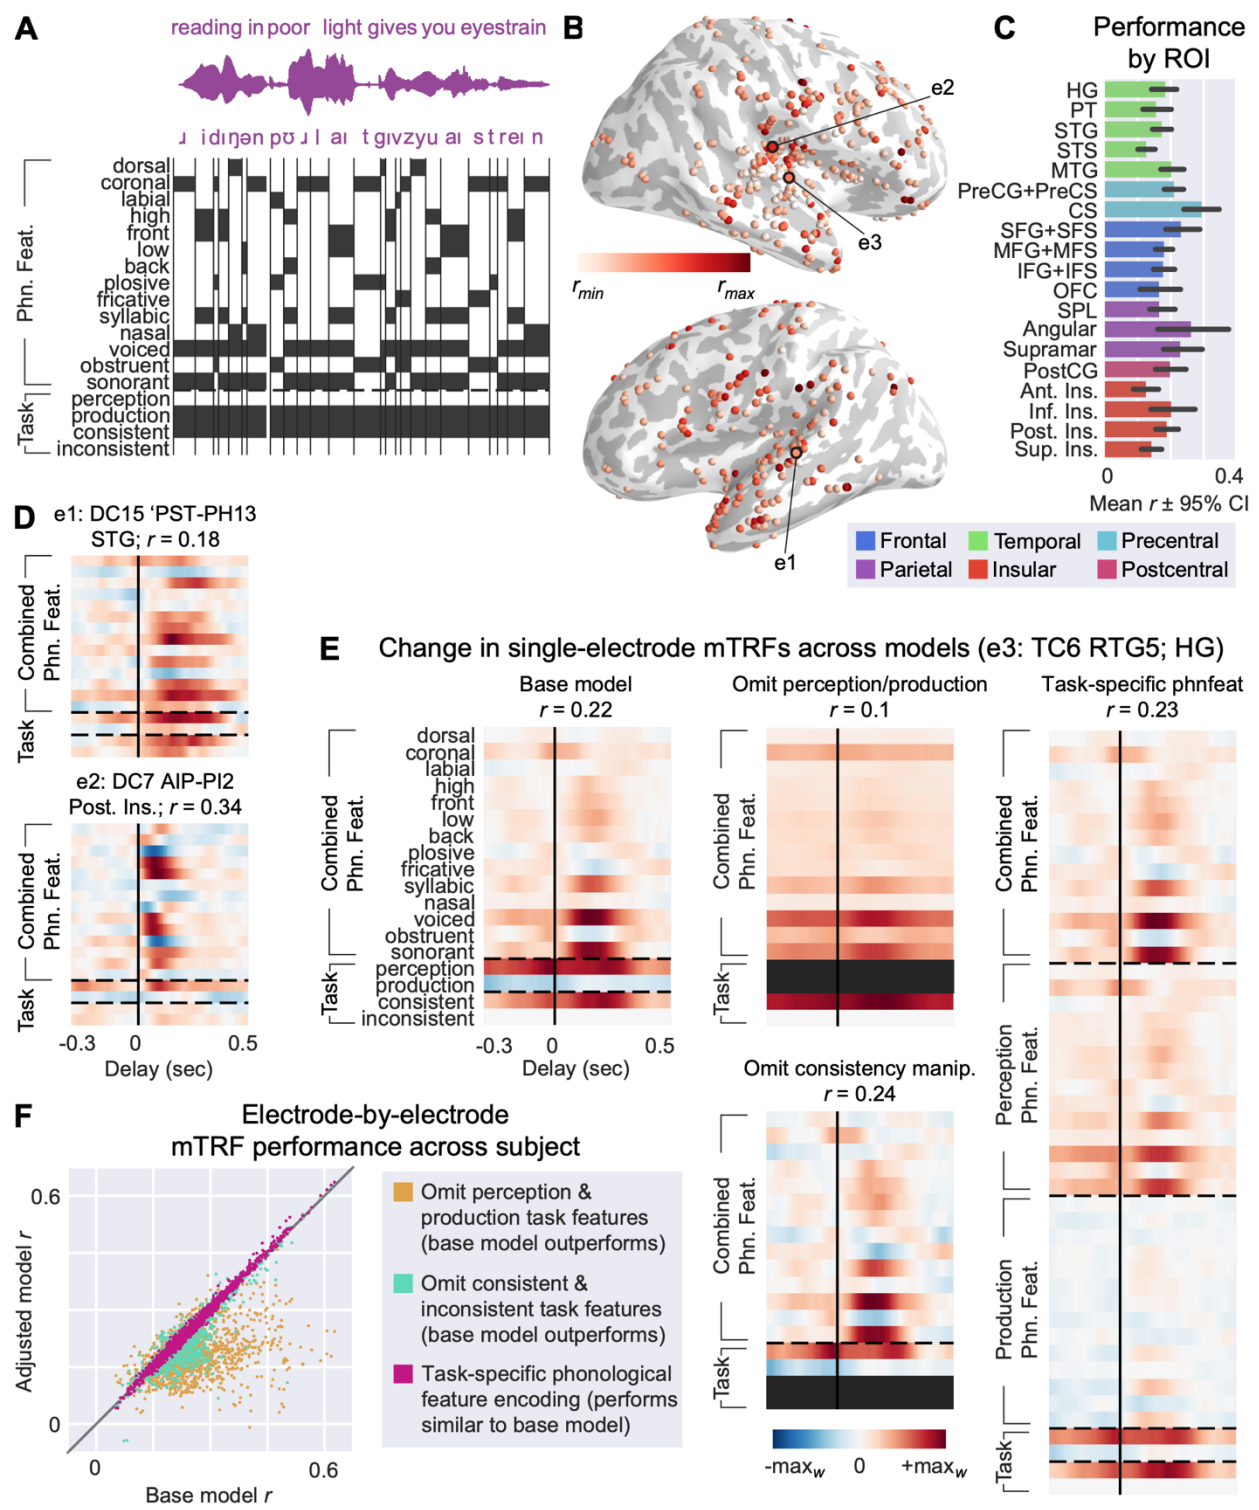 A
reading in poor light gives you eyestrain
ɹ i dɪŋən pʊɹl aɪ t gɪvzyu aɪ s t reɪ n
Phn. Feat.
dorsal
coronal
labial
high
front
low
back
plosive
fricative
syllabic
nasal
voiced
obstruent
sonorant
Task
perception
production
consistent
inconsistent
B
e2
e3
rmin
rmax
e1
C
Performance
by ROI
HG
PT
STG
STS
MTG
PreCG+PreCS
CS
SFG+SFS
MFG+MFS
IFG+IFS
OFC
SPL
Angular
Supramar
PostCG
Ant. Ins.
Inf. Ins.
Post. Ins.
Sup. Ins.
0 0.4
Mean r ± 95% CI
Frontal Temporal Precentral
Parietal Insular Postcentral
D
e1: DC15 ‘PST-PH13
STG; r = 0.18
Combined
Phn. Feat.
Task
e2: DC7 AIP-PI2
Post. Ins.; r = 0.34
Combined
Phn. Feat.
Task
-0.3 0 0.5
Delay (sec)
E
Change in single-electrode mTRFs across models (e3: TC6 RTG5; HG)
Base model
r = 0.22
Combined
Phn. Feat.
dorsal
coronal
labial
high
front
low
back
plosive
fricative
syllabic
nasal
voiced
obstruent
sonorant
Task
perception
production
consistent
inconsistent
-0.3 0 0.5
Delay (sec)
Omit perception/production
r = 0.1
Combined
Phn. Feat.
Task
Omit consistency manip.
r = 0.24
Combined
Phn. Feat.
Task
-maxw 0 +maxw
Task-specific phnfeat
r = 0.23
Combined
Phn. Feat.
Perception
Phn. Feat.
Production
Phn. Feat.
Task
F
Electrode-by-electrode
mTRF performance across subject
0.6
Adjusted model r
0
0 0.6
Base model r
Omit perception &
production task features
(base model outperforms)
Omit consistent &
inconsistent task features
(base model outperforms)
Task-specific phonological
feature encoding (performs
similar to base model)